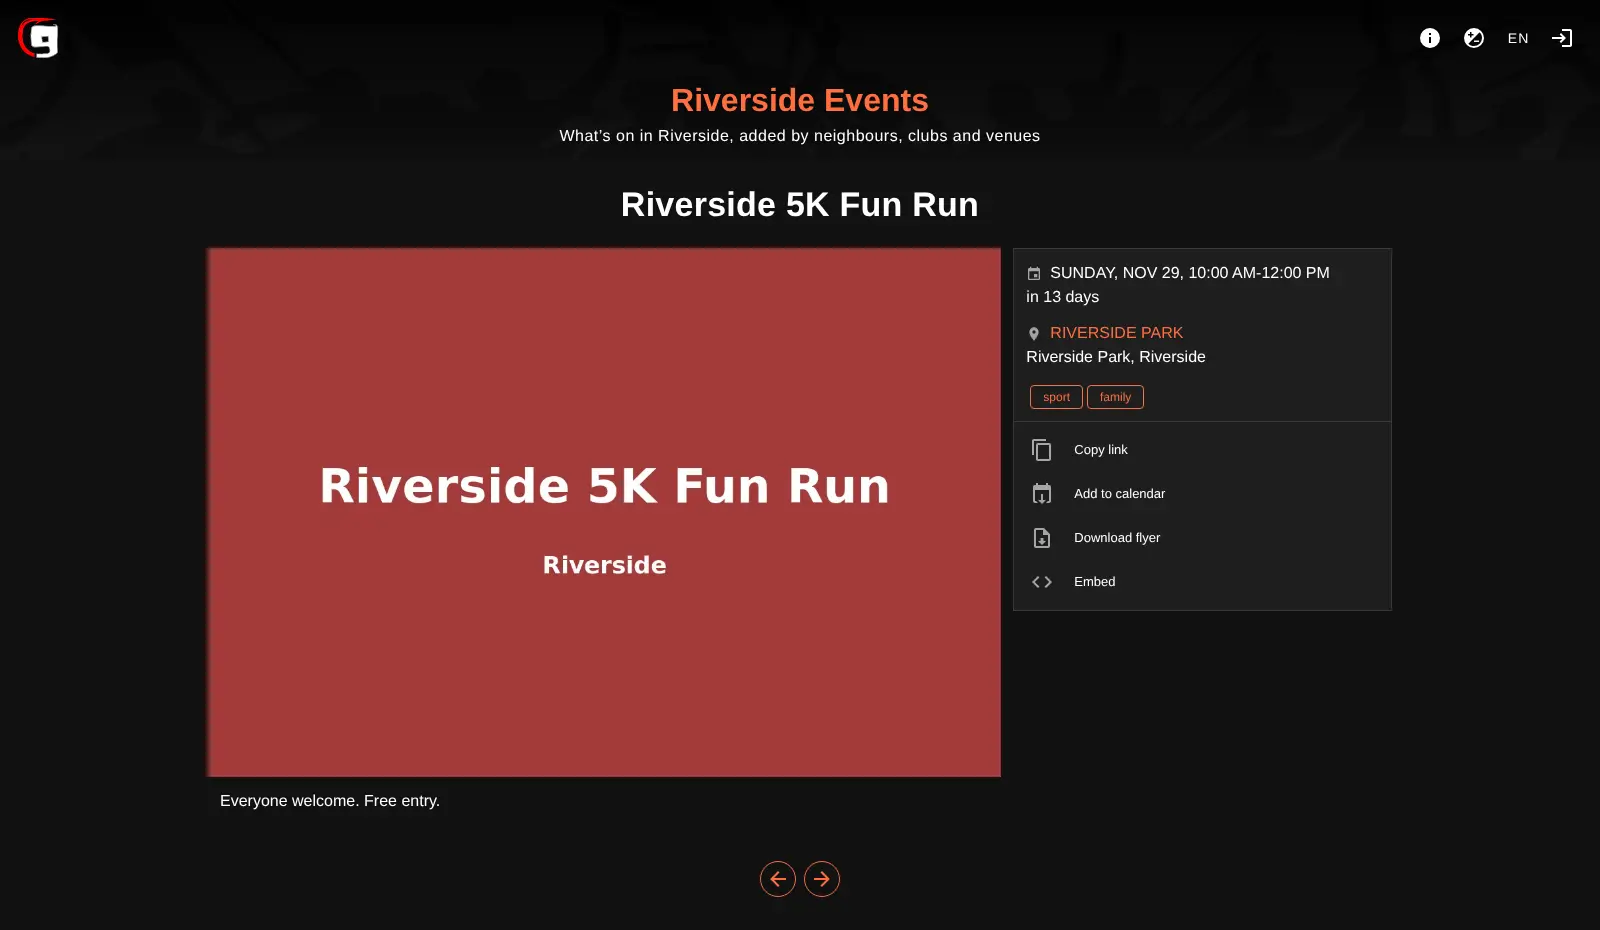 EN
Riverside Events
What's on in Riverside, added by neighbours, clubs and venues
Riverside 5K Fun Run
Riverside 5K Fun Run
Riverside
SUNDAY, NOV 29, 10:00 AM-12:00 PM
in 13 days
RIVERSIDE PARK
Riverside Park, Riverside
sport
family
Copy link
Add to calendar
Download flyer
Embed
Everyone welcome. Free entry.